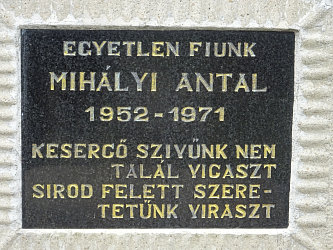 EGYETLEN FIUNK
MIHÁLYI ANTAL
1952-1971
KESERGŐ SZIVÜNK NEM
TALÁL VIGASZT
SIROD FELETT SZERE-
TETÜNK VIRASZT